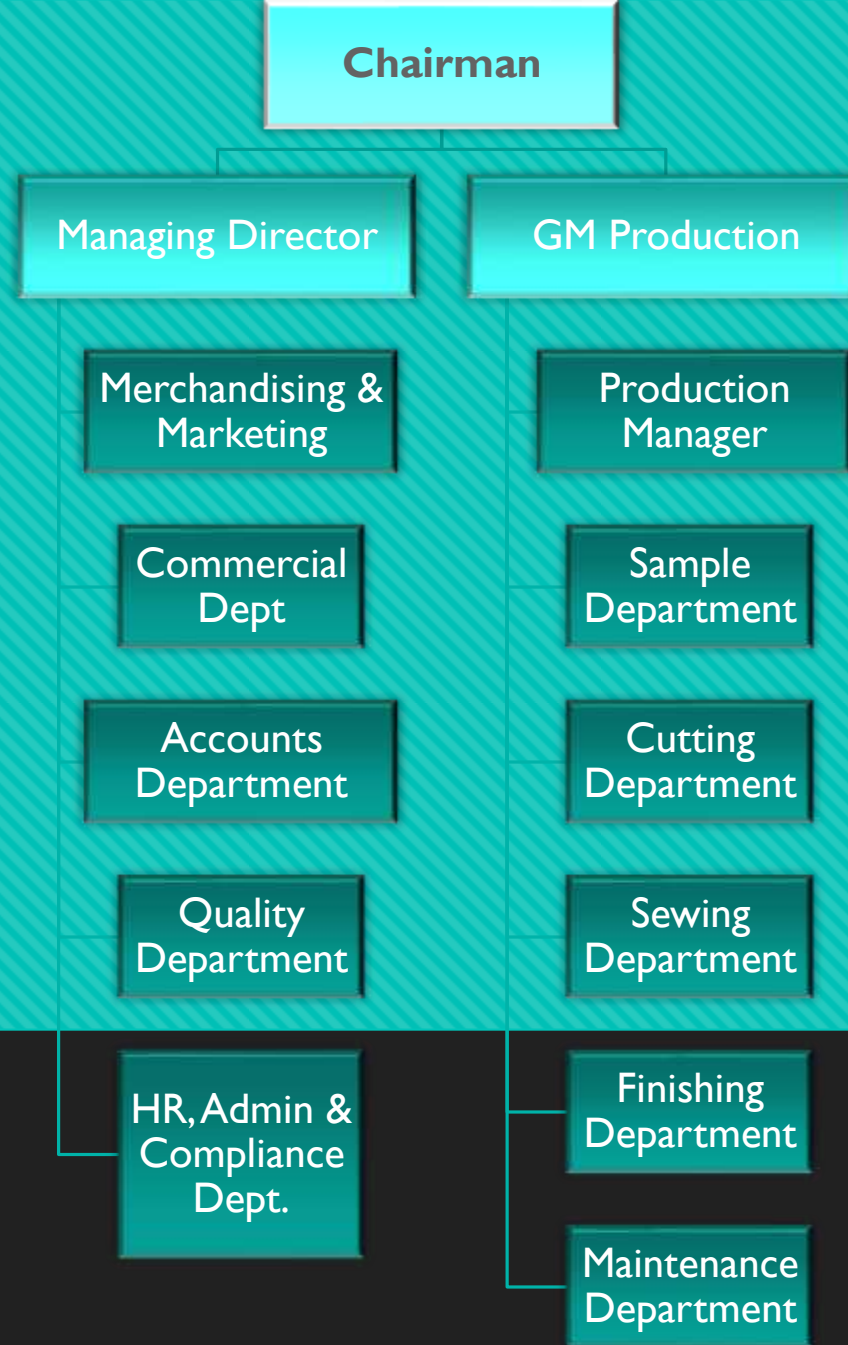 Chairman
Managing Director
GM Production
Merchandising &
Marketing
Commercial
Dept
Accounts
Department
Quality
Department
HR, Admin &
Compliance
Dept.
Production
Manager
Sample
Department
Cutting
Department
Sewing
Department
Finishing
Department
Maintenance
Department